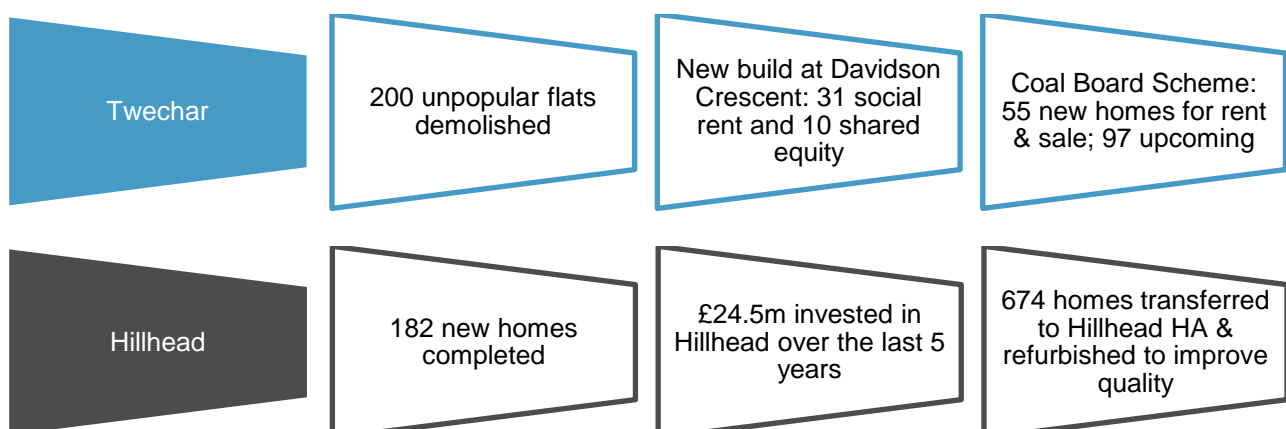 Twechar
200 unpopular flats
demolished
New build at Davidson
Crescent: 31 social
rent and 10 shared
equity
Coal Board Scheme:
55 new homes for rent
& sale; 97 upcoming
Hillhead
182 new homes
completed
£24.5m invested in
Hillhead over the last 5
years
674 homes transferred
to Hillhead HA &
refurbished to improve
quality